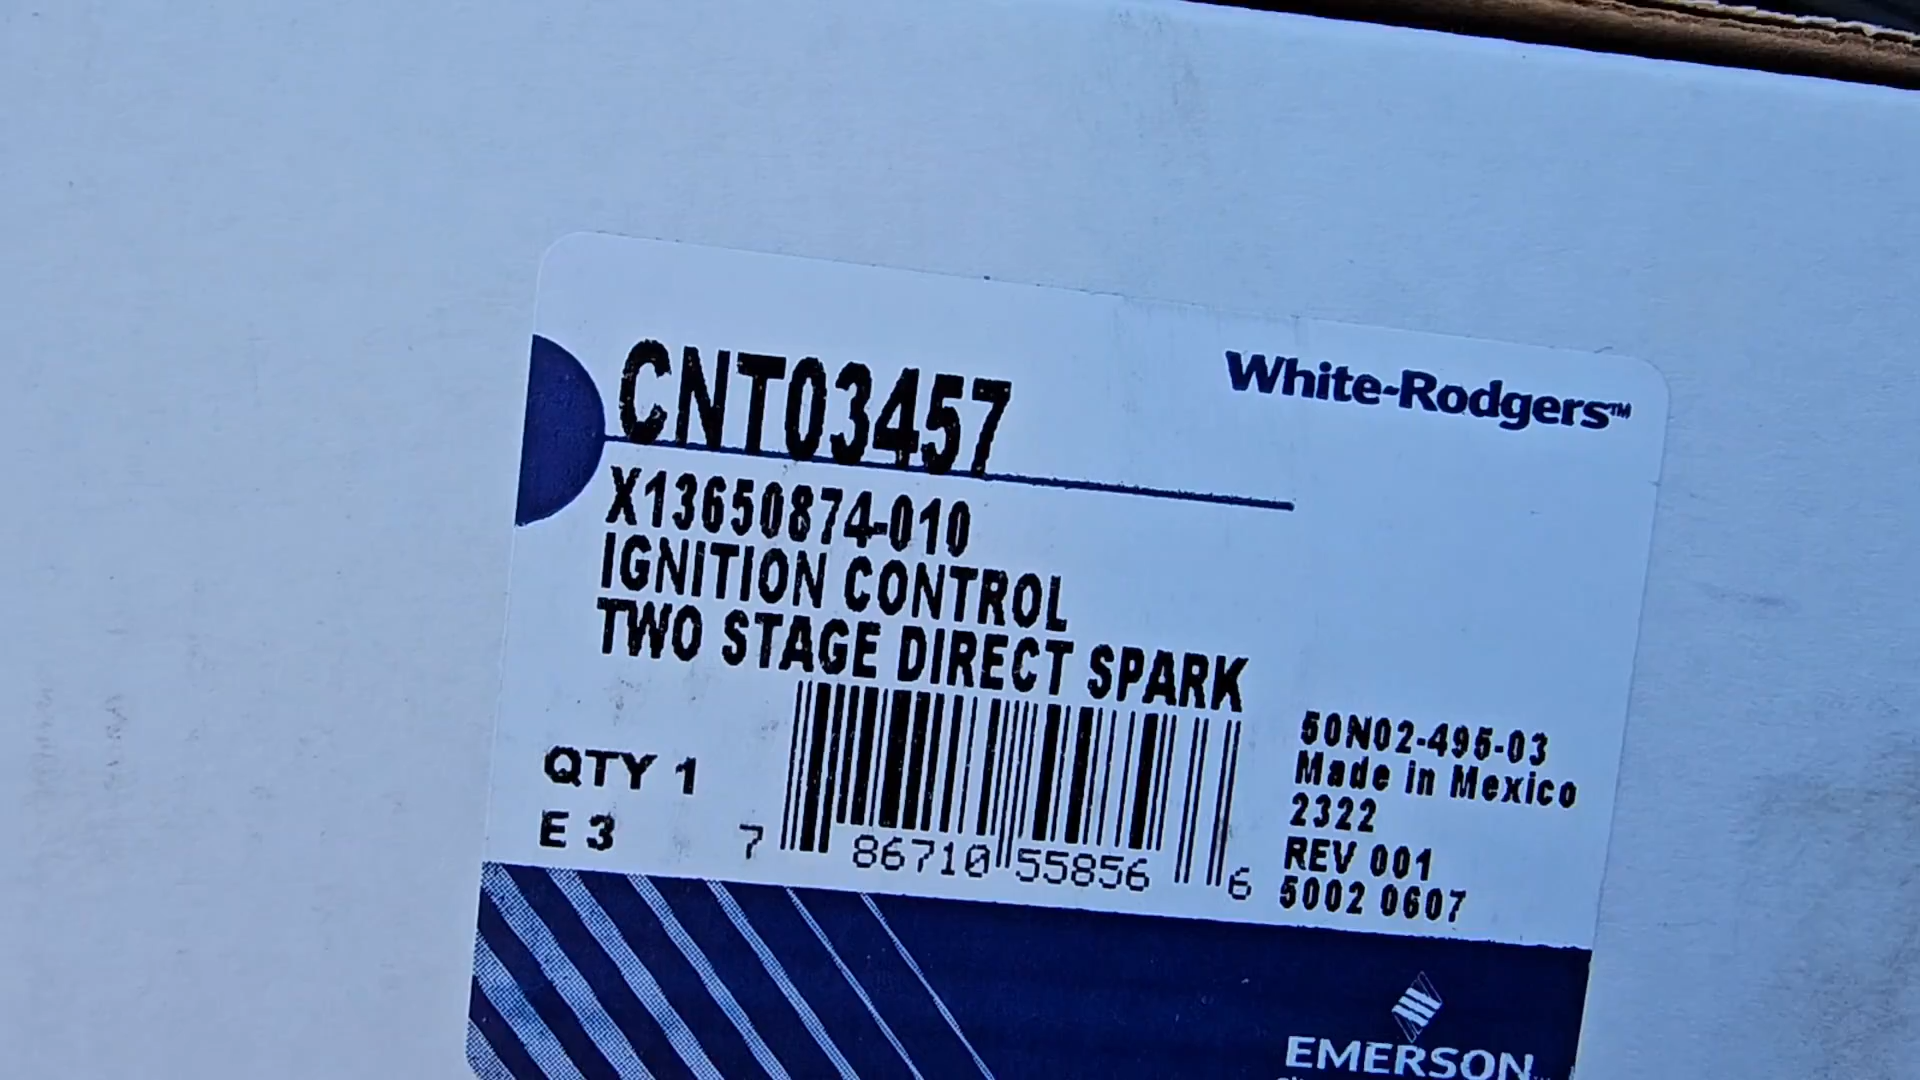 CNT03457
White-Rodgers™
X13650874-010
IGNITION CONTROL
TWO STAGE DIRECT SPARK
QTY 1
E 3
7 86710 55856 6
50N02-495-03
Made in Mexico
2322
REV 001
5002 0607
EMERSON